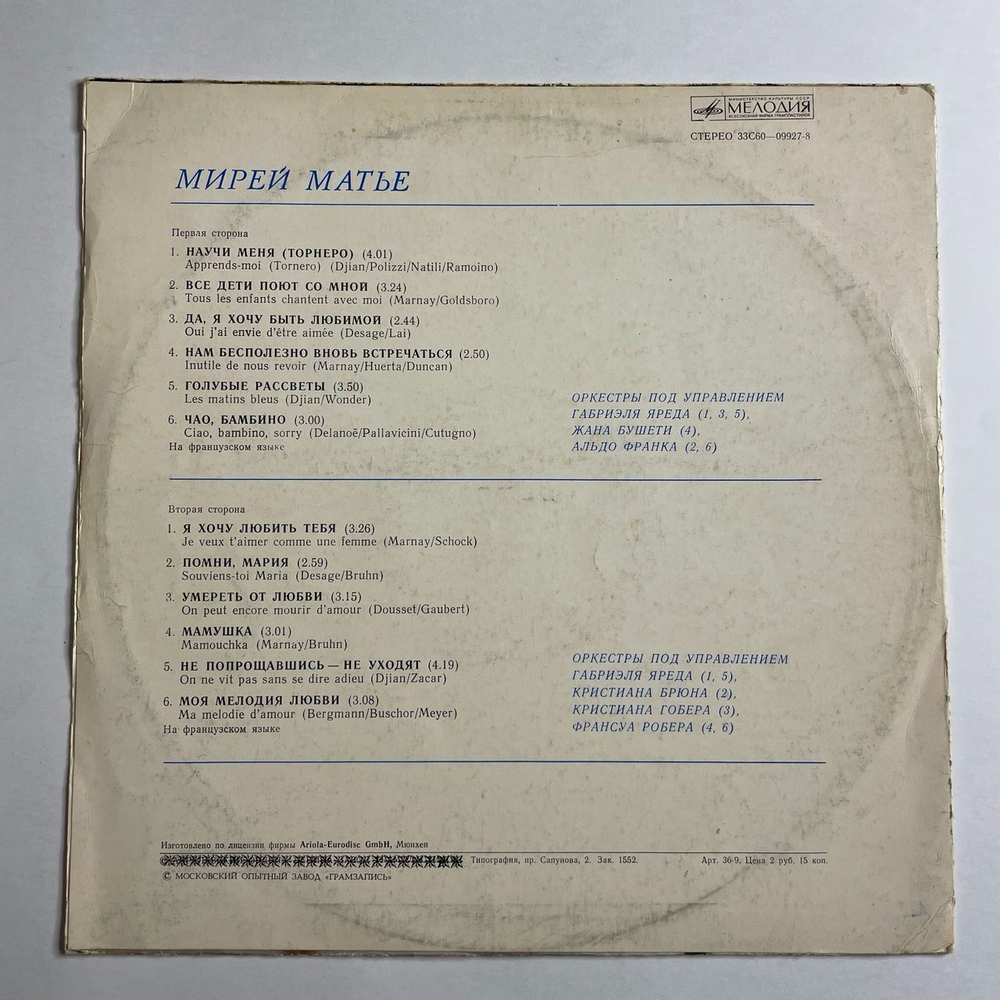 МИНИСТЕРСТВО КУЛЬТУРЫ СССР
МЕЛОДИЯ
ВСЕСОЮЗНАЯ ФИРМА ГРАМПЛАСТИНОК
СТЕРЕО 33С60—09927-8
МИРЕЙ МАТЬЕ
Первая сторона
1. НАУЧИ МЕНЯ (ТОРНЕРО) (4.01)
Apprends-moi (Tornero) (Djian/Polizzi/Natili/Ramoino)
2. ВСЕ ДЕТИ ПОЮТ СО МНОЙ (3.24)
Tous les enfants chantent avec moi (Marnay/Goldsboro)
3. ДА, Я ХОЧУ БЫТЬ ЛЮБИМОЙ (2.44)
Oui j'ai envie d'être aimée (Desage/Lai)
4. НАМ БЕСПОЛЕЗНО ВНОВЬ ВСТРЕЧАТЬСЯ (2.50)
Inutile de nous revoir (Marnay/Huerta/Duncan)
5. ГОЛУБЫЕ РАССВЕТЫ (3.50)
Les matins bleus (Djian/Wonder)
6. ЧАО, БАМБИНО (3.00)
Ciao, bambino, sorry (Delanoë/Pallavicini/Cutugno)
На французском языке
ОРКЕСТРЫ ПОД УПРАВЛЕНИЕМ
ГАБРИЭЛЯ ЯРЕДА (1, 3, 5),
ЖАНА БУШЕТИ (4),
АЛЬДО ФРАНКА (2, 6)
Вторая сторона
1. Я ХОЧУ ЛЮБИТЬ ТЕБЯ (3.26)
Je veux t'aimer comme une femme (Marnay/Schock)
2. ПОМНИ, МАРИЯ (2.59)
Souviens-toi Maria (Desage/Bruhn)
3. УМЕРЕТЬ ОТ ЛЮБВИ (3.15)
On peut encore mourir d'amour (Dousset/Gaubert)
4. МАМУШКА (3.01)
Mamouchka (Marnay/Bruhn)
5. НЕ ПОПРОЩАВШИСЬ — НЕ УХОДЯТ (4.19)
On ne vit pas sans se dire adieu (Djian/Zacar)
6. МОЯ МЕЛОДИЯ ЛЮБВИ (3.08)
Ma melodie d'amour (Bergmann/Buschor/Meyer)
На французском языке
ОРКЕСТРЫ ПОД УПРАВЛЕНИЕМ
ГАБРИЭЛЯ ЯРЕДА (1, 5),
КРИСТИАНА БРЮНА (2),
КРИСТИАНА ГОБЕРА (3),
ФРАНСУА РОБЕРА (4, 6)
Изготовлено по лицензии фирмы Ariola-Eurodisc GmbH, Мюнхен
Типография, пр. Сапунова, 2. Зак. 1552. Арт. 36-9. Цена 2 руб. 15 коп.
© МОСКОВСКИЙ ОПЫТНЫЙ ЗАВОД «ГРАМЗАПИСЬ»